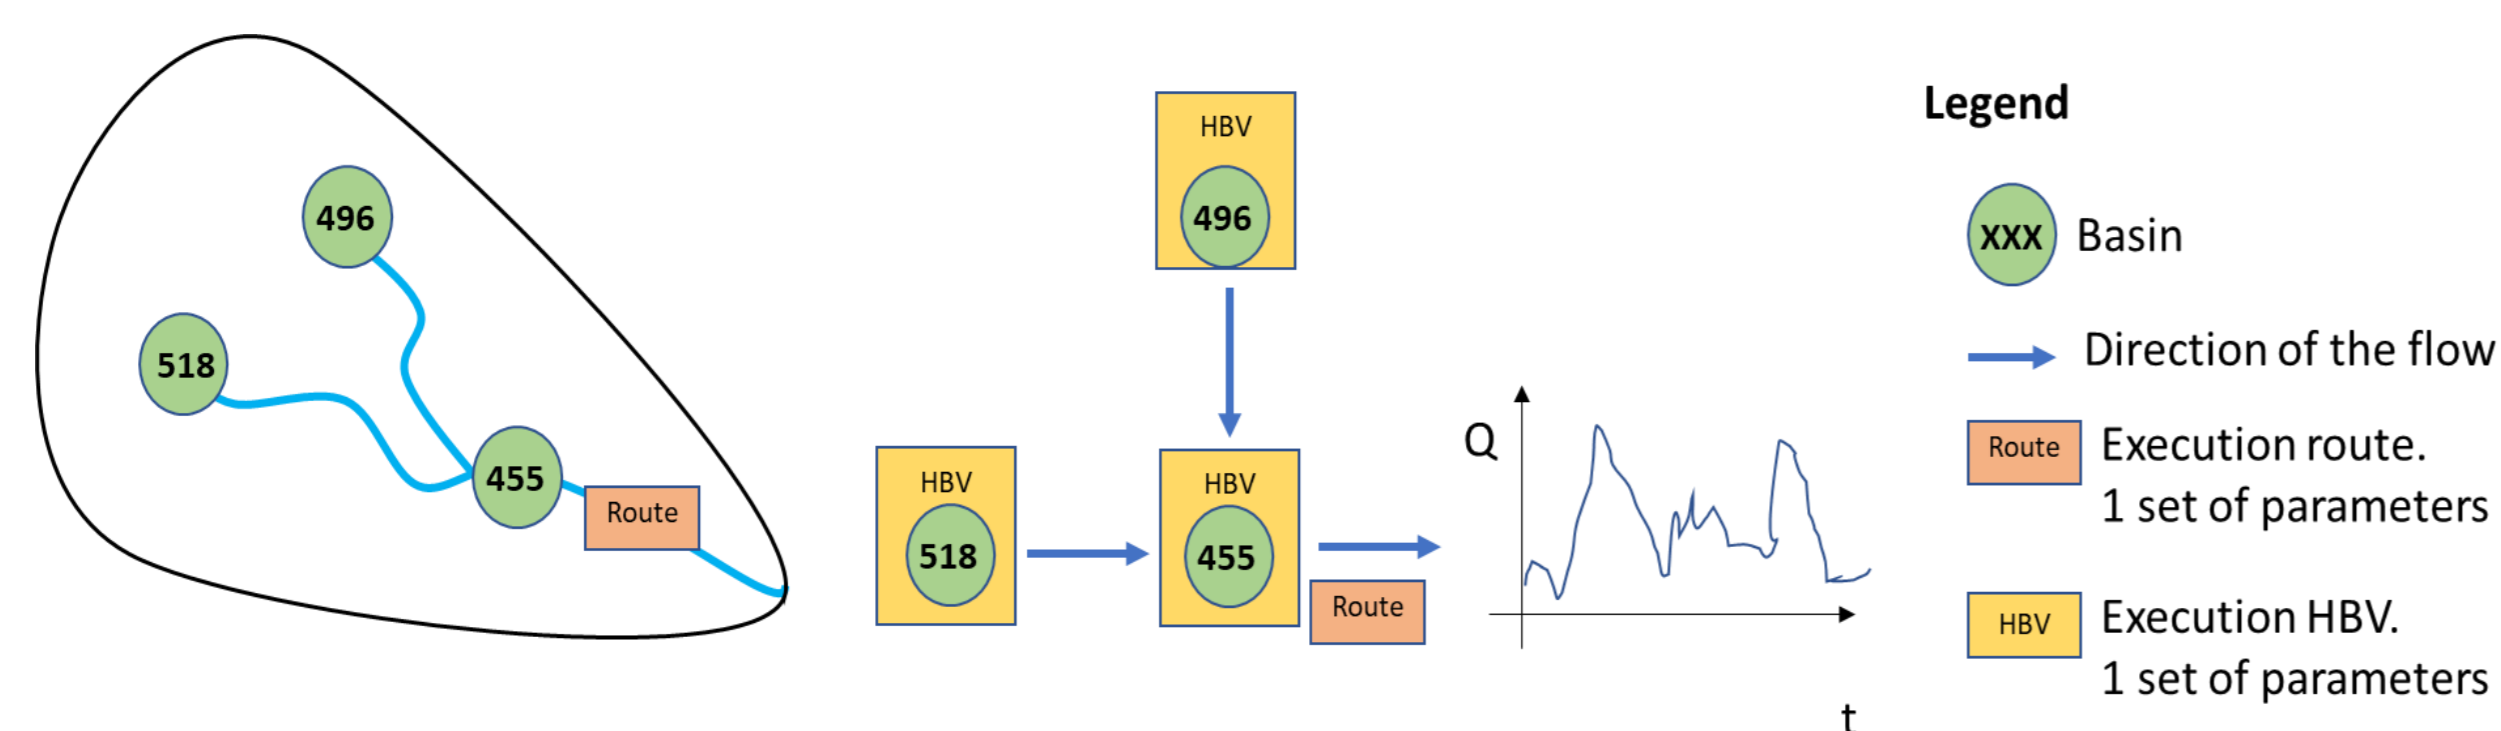 496
518
455
Route
HBV
496
HBV
518
HBV
455
Route
Q
t
Legend
XXX Basin
Direction of the flow
Route
Execution route.
1 set of parameters
HBV
Execution HBV.
1 set of parameters